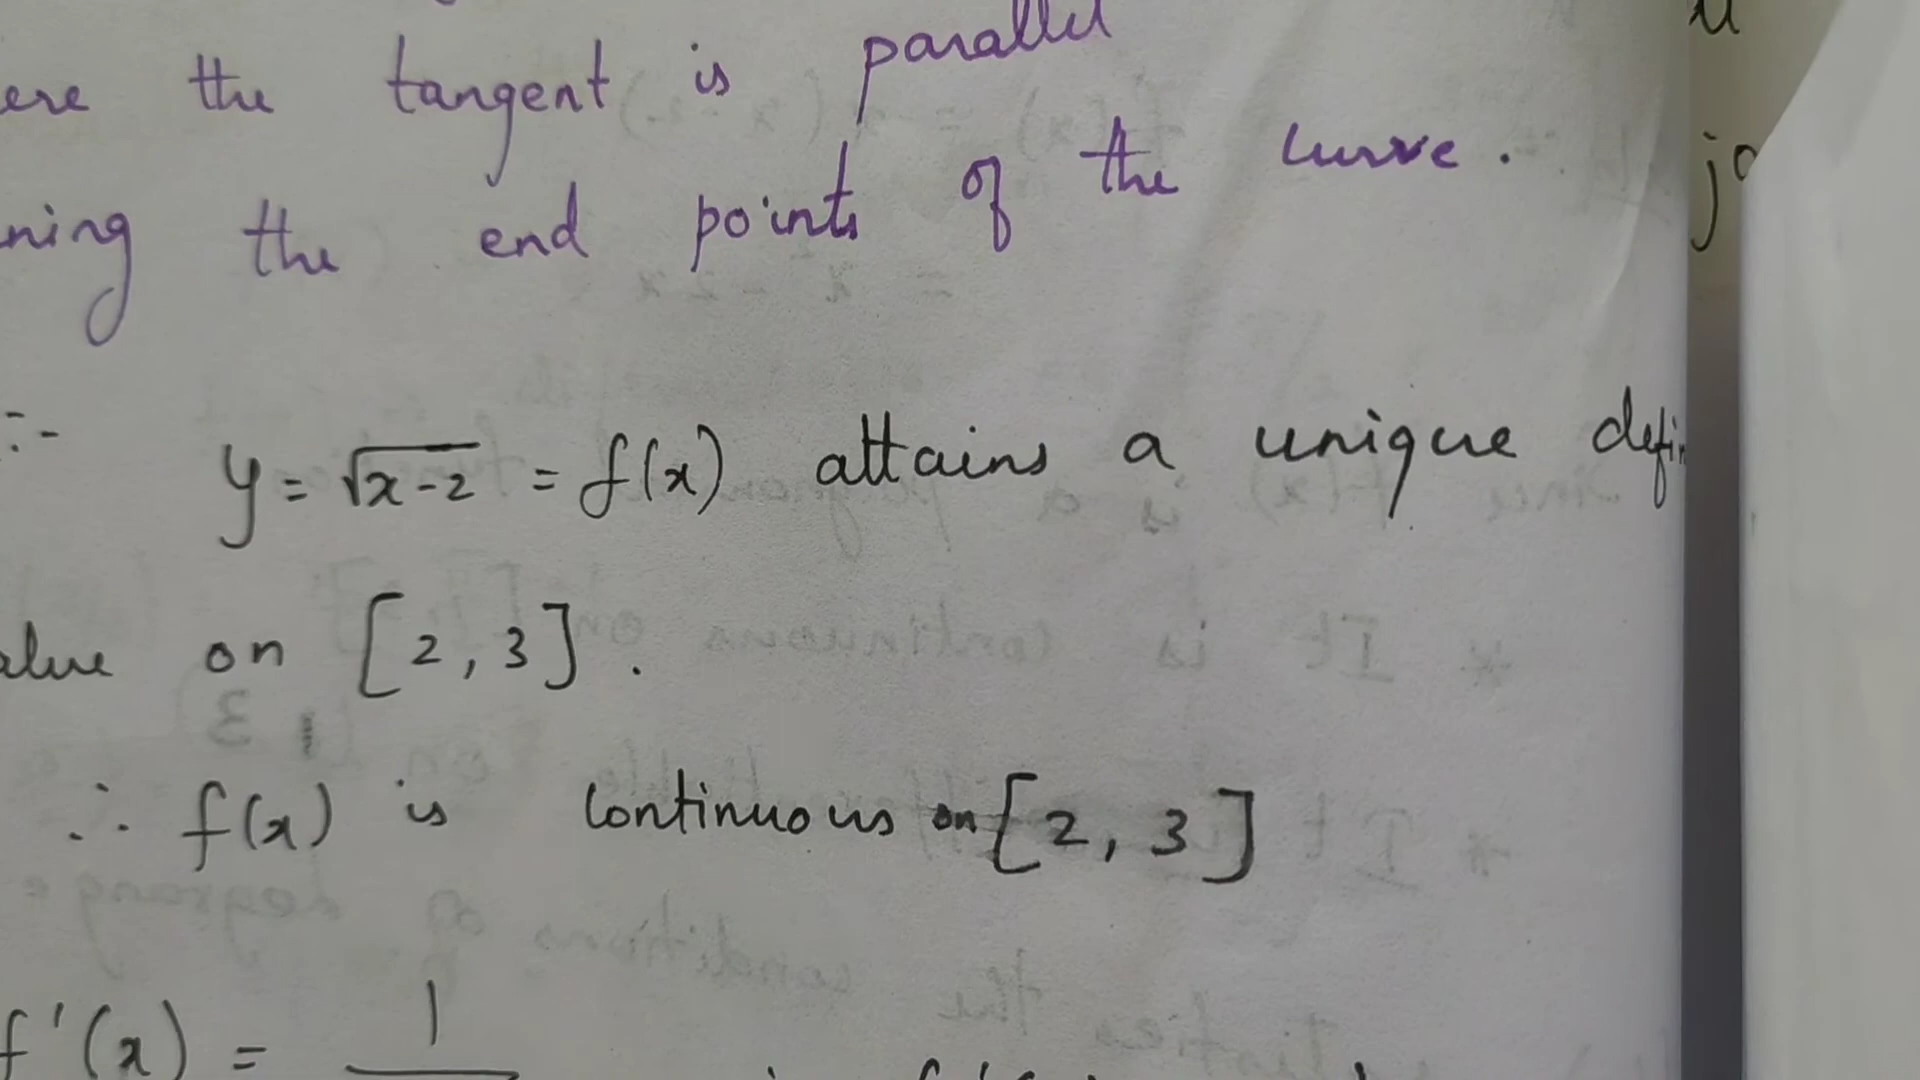 the tangent is parallel
the end points of the curve.
y = √x-2 = f(x) attains a unique
on [2, 3].
∴ f(x) is continuous on [2, 3]
f'(x) = 1